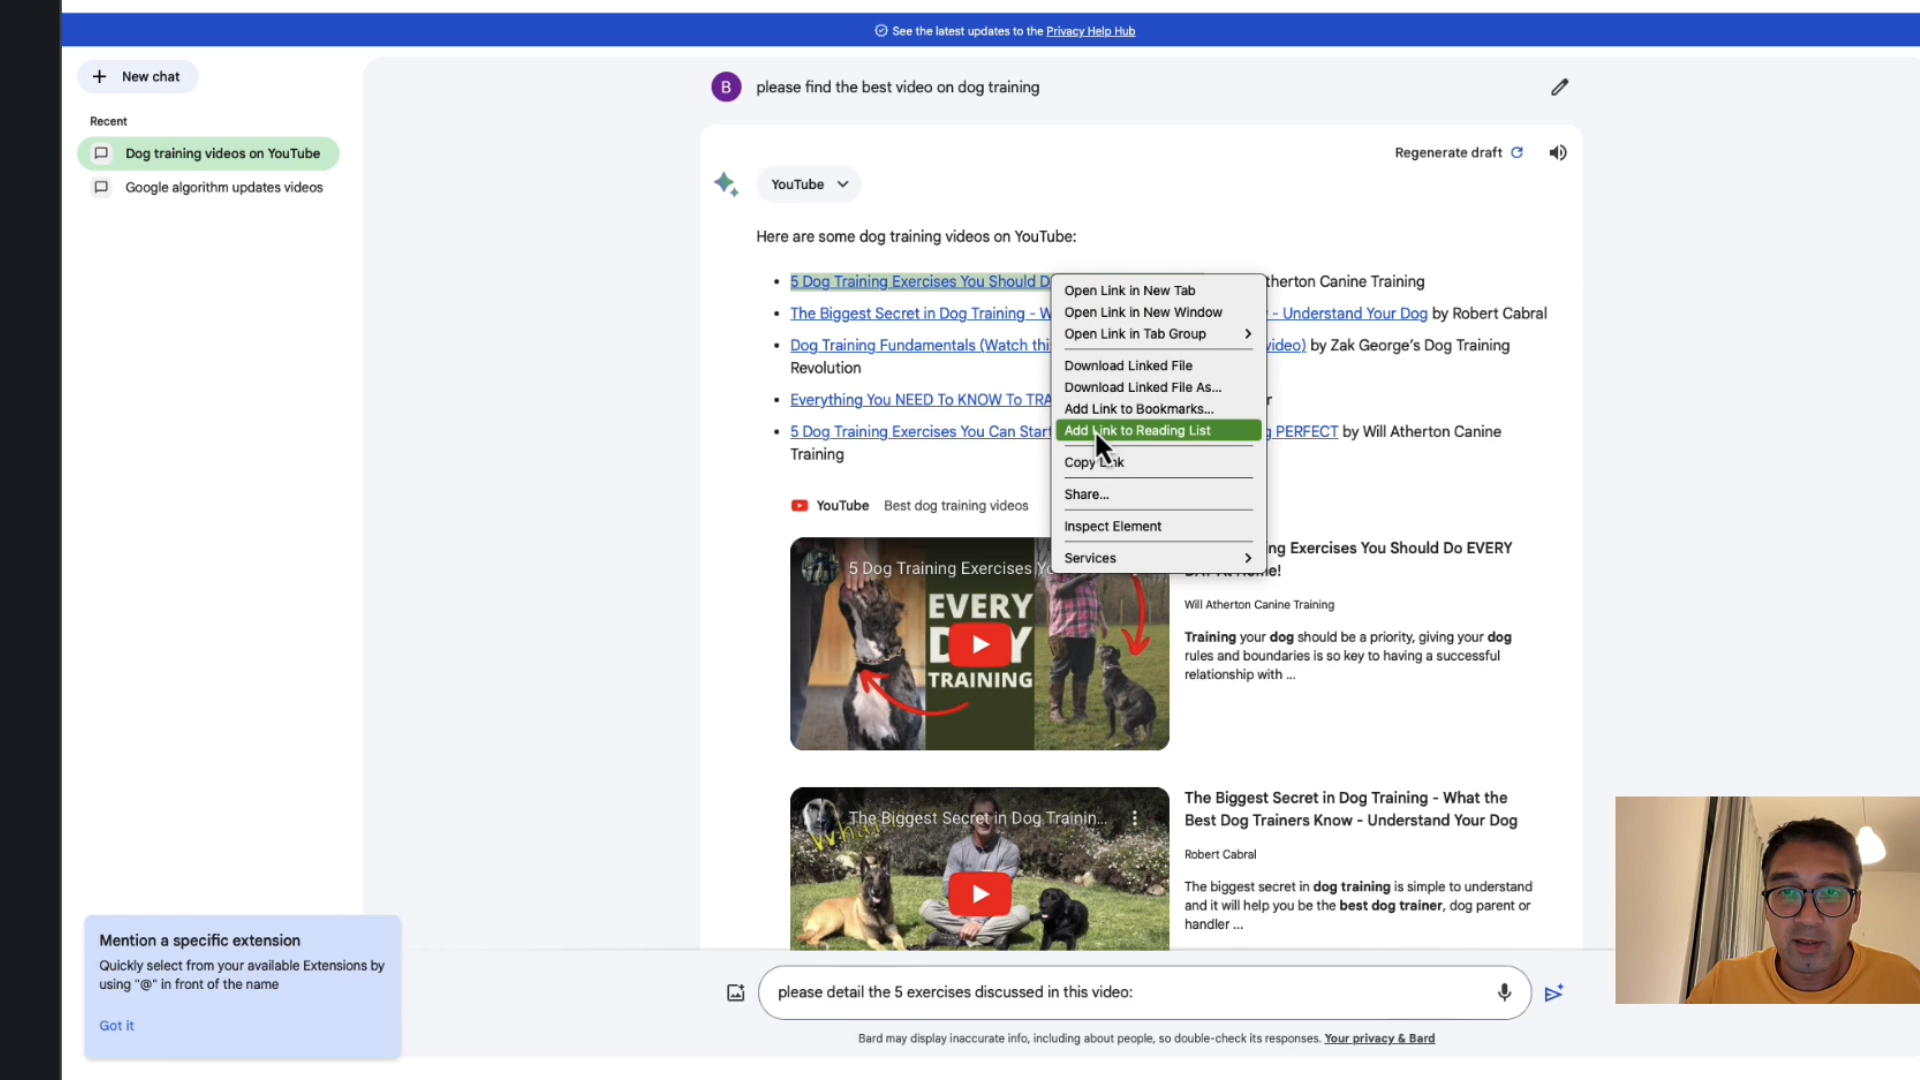 See the latest updates to the Privacy Help Hub
New chat
Recent
Dog training videos on YouTube
Google algorithm updates videos
B
please find the best video on dog training
Regenerate draft
YouTube
Here are some dog training videos on YouTube:
5 Dog Training Exercises You Should D therton Canine Training
The Biggest Secret in Dog Training - - Understand Your Dog by Robert Cabral
Dog Training Fundamentals (Watch video) by Zak George's Dog Training
Revolution
Everything You NEED To KNOW To
5 Dog Training Exercises You Can Start PERFECT by Will Atherton Canine
Training
Open Link in New Tab
Open Link in New Window
Open Link in Tab Group
Download Linked File
Download Linked File As...
Add Link to Bookmarks...
Add Link to Reading List
Copy Link
Share...
Inspect Element
Services
YouTube Best dog training videos
5 Dog Training Exercises
EVERY
DAY
TRAINING
ng Exercises You Should Do EVERY
DAY At Home!
Will Atherton Canine Training
Training your dog should be a priority, giving your dog
rules and boundaries is so key to having a successful
relationship with ...
The Biggest Secret in Dog Trainin...
What
The Biggest Secret in Dog Training - What the
Best Dog Trainers Know - Understand Your Dog
Robert Cabral
The biggest secret in dog training is simple to understand
and it will help you be the best dog trainer, dog parent or
handler ...
Mention a specific extension
Quickly select from your available Extensions by
using "@" in front of the name
Got it
please detail the 5 exercises discussed in this video:
Bard may display inaccurate info, including about people, so double-check its responses. Your privacy & Bard